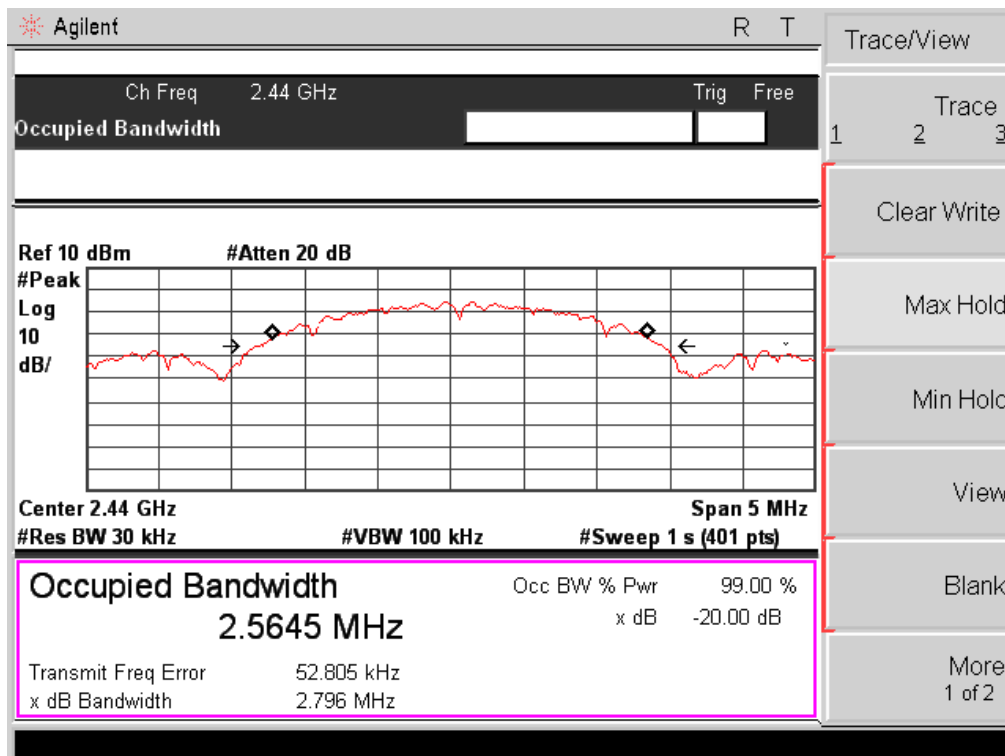 Agilent R T
Trace/View
Ch Freq 2.44 GHz Trig Free
Occupied Bandwidth
Trace
1 2 3
Clear Write
Ref 10 dBm #Atten 20 dB
#Peak
Log
10
dB/
Max Hold
Min Hold
Center 2.44 GHz Span 5 MHz
#Res BW 30 kHz #VBW 100 kHz #Sweep 1 s (401 pts)
View
Occupied Bandwidth
2.5645 MHz
Occ BW % Pwr 99.00 %
x dB -20.00 dB
Transmit Freq Error 52.805 kHz
x dB Bandwidth 2.796 MHz
Blank
More
1 of 2